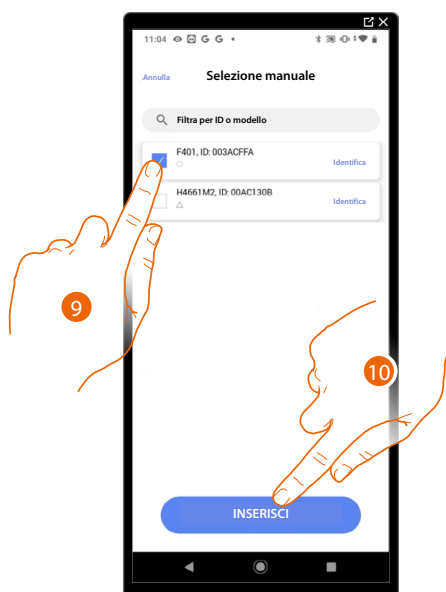 11:04 G G
Annulla Selezione manuale
Filtra per ID o modello
F401, ID: 003ACFFA
Identifica
H4661M2, ID: 00AC130B
Identifica
9
10
INSERISCI